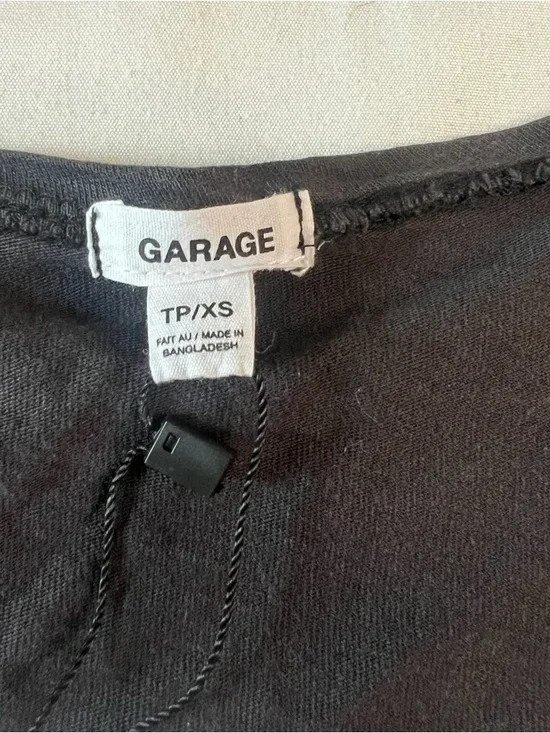 GARAGE
TP/XS
FAIT AU / MADE IN
BANGLADESH